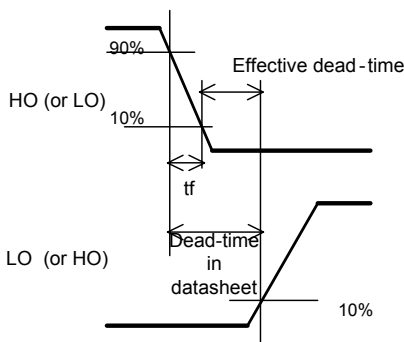 90%
Effective dead-time
HO (or LO)
10%
tf
Dead-time
in
datasheet
LO (or HO)
10%